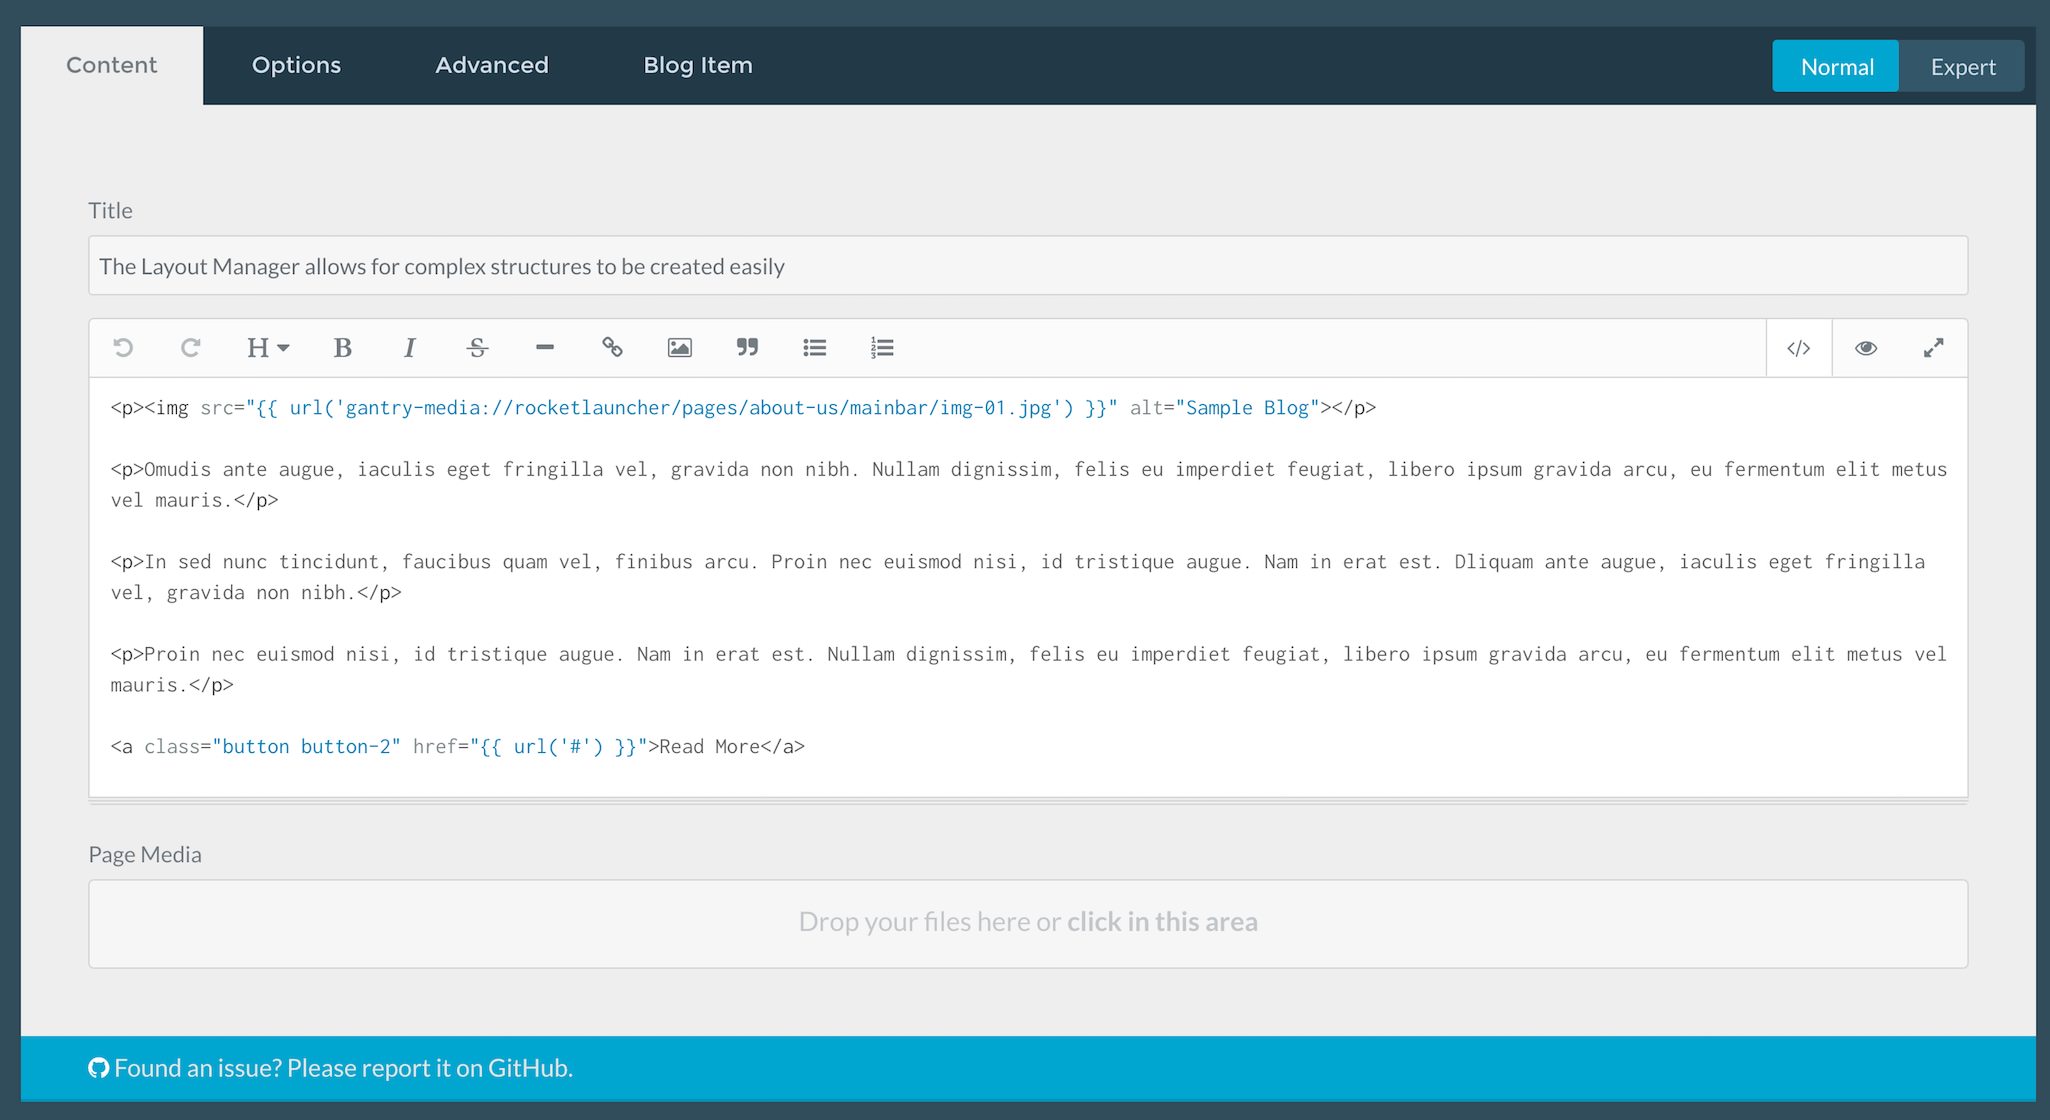 Content Options Advanced Blog Item Normal Expert
Title
The Layout Manager allows for complex structures to be created easily
H B I S
<p><img src="{{ url('gantry-media://rocketlauncher/pages/about-us/mainbar/img-01.jpg') }}" alt="Sample Blog"></p>
<p>Omudis ante augue, iaculis eget fringilla vel, gravida non nibh. Nullam dignissim, felis eu imperdiet feugiat, libero ipsum gravida arcu, eu fermentum elit metus
vel mauris.</p>
<p>In sed nunc tincidunt, faucibus quam vel, finibus arcu. Proin nec euismod nisi, id tristique augue. Nam in erat est. Dliquam ante augue, iaculis eget fringilla
vel, gravida non nibh.</p>
<p>Proin nec euismod nisi, id tristique augue. Nam in erat est. Nullam dignissim, felis eu imperdiet feugiat, libero ipsum gravida arcu, eu fermentum elit metus vel
mauris.</p>
<a class="button button-2" href="{{ url('#') }}">Read More</a>
Page Media
Drop your files here or click in this area
Found an issue? Please report it on GitHub.